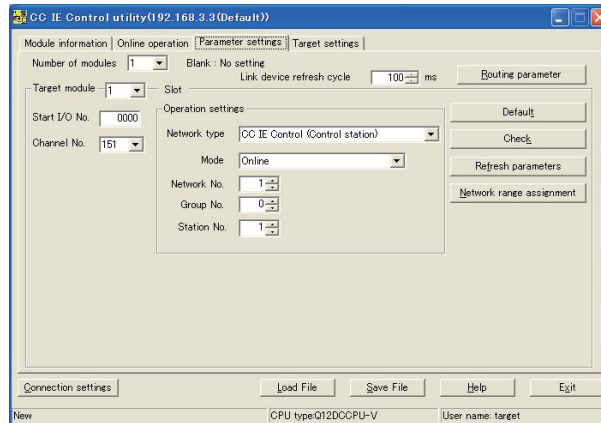 CC IE Control utility(192.168.3.3(Default))
Module information Online operation Parameter settings Target settings
Number of modules 1 Blank : No setting
Link device refresh cycle 100 ms Routing parameter
Target module 1 Slot
Start I/O No. 0000 Operation settings Default
Channel No. 151 Network type CC IE Control (Control station) Check
Mode Online Refresh parameters
Network No. 1 Network range assignment
Group No. 0
Station No. 1
Connection settings Load File Save File Help Exit
New CPU type:Q12DCCPU-V User name: target